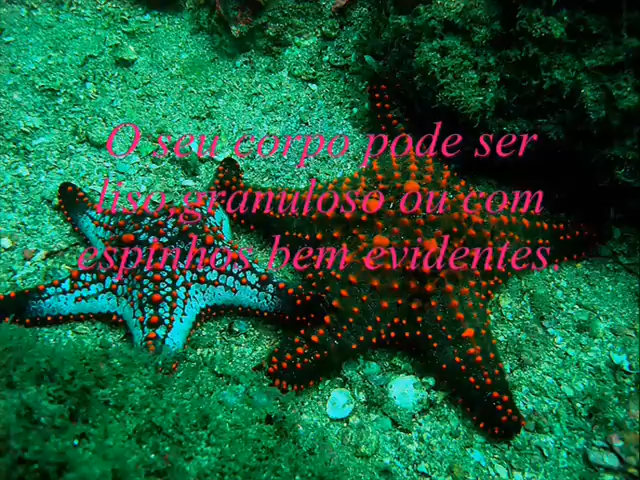 O seu corpo pode ser
liso,granuloso ou com
espinhos bem evidentes.